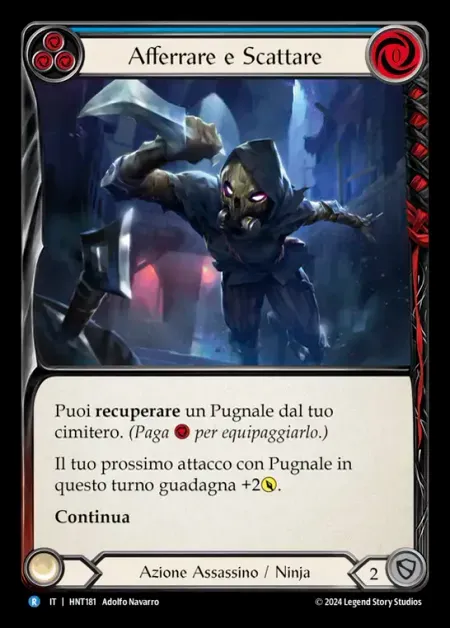 Afferrare e Scattare
0
Puoi recuperare un Pugnale dal tuo
cimitero. (Paga per equipaggiarlo.)
Il tuo prossimo attacco con Pugnale in
questo turno guadagna +2.
Continua
Azione Assassino / Ninja
2
R IT | HNT181 Adolfo Navarro
© 2024 Legend Story Studios